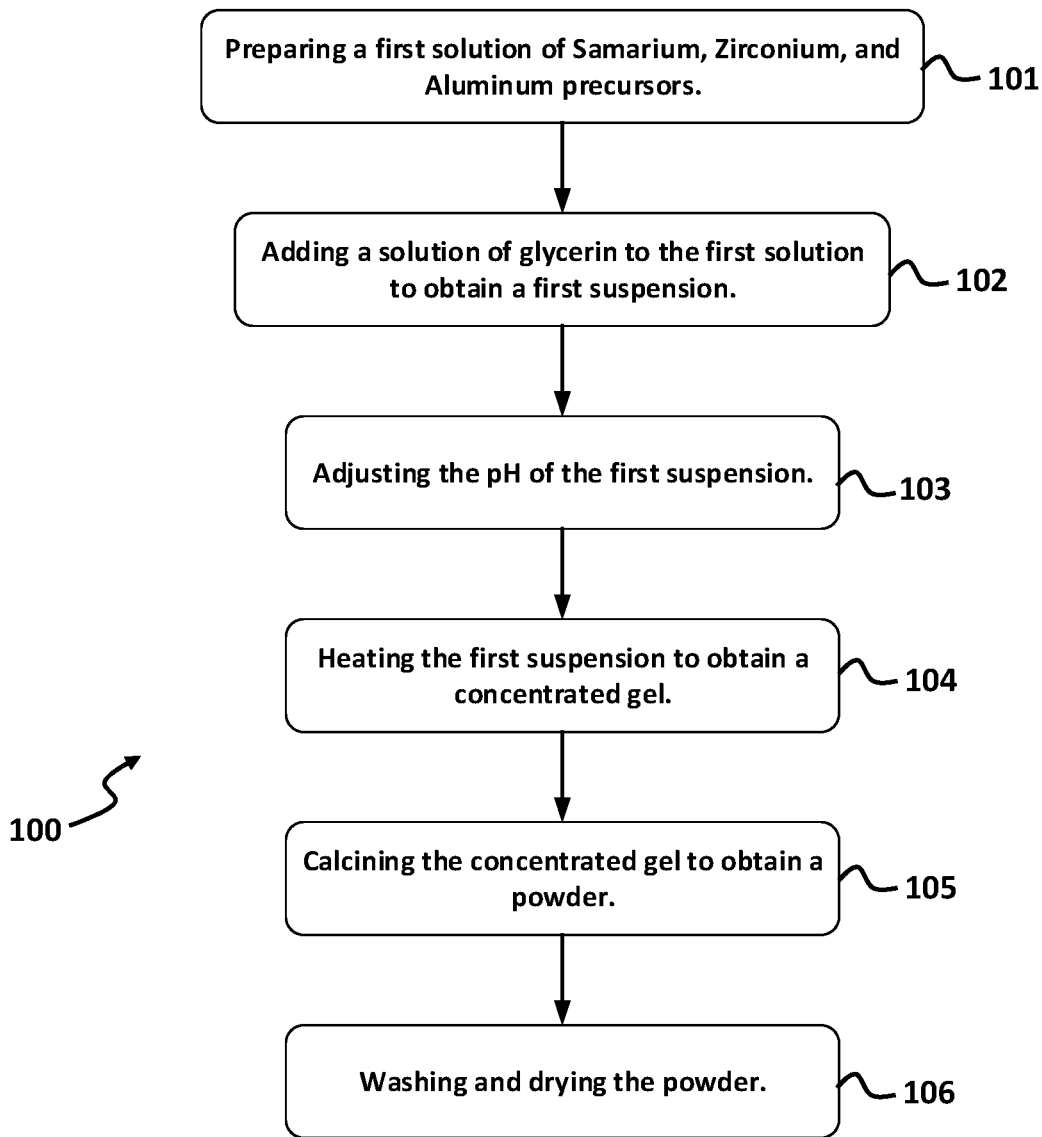 Preparing a first solution of Samarium, Zirconium, and
Aluminum precursors.
101
Adding a solution of glycerin to the first solution
to obtain a first suspension.
102
Adjusting the pH of the first suspension.
103
Heating the first suspension to obtain a
concentrated gel.
104
100
Calcining the concentrated gel to obtain a
powder.
105
Washing and drying the powder.
106